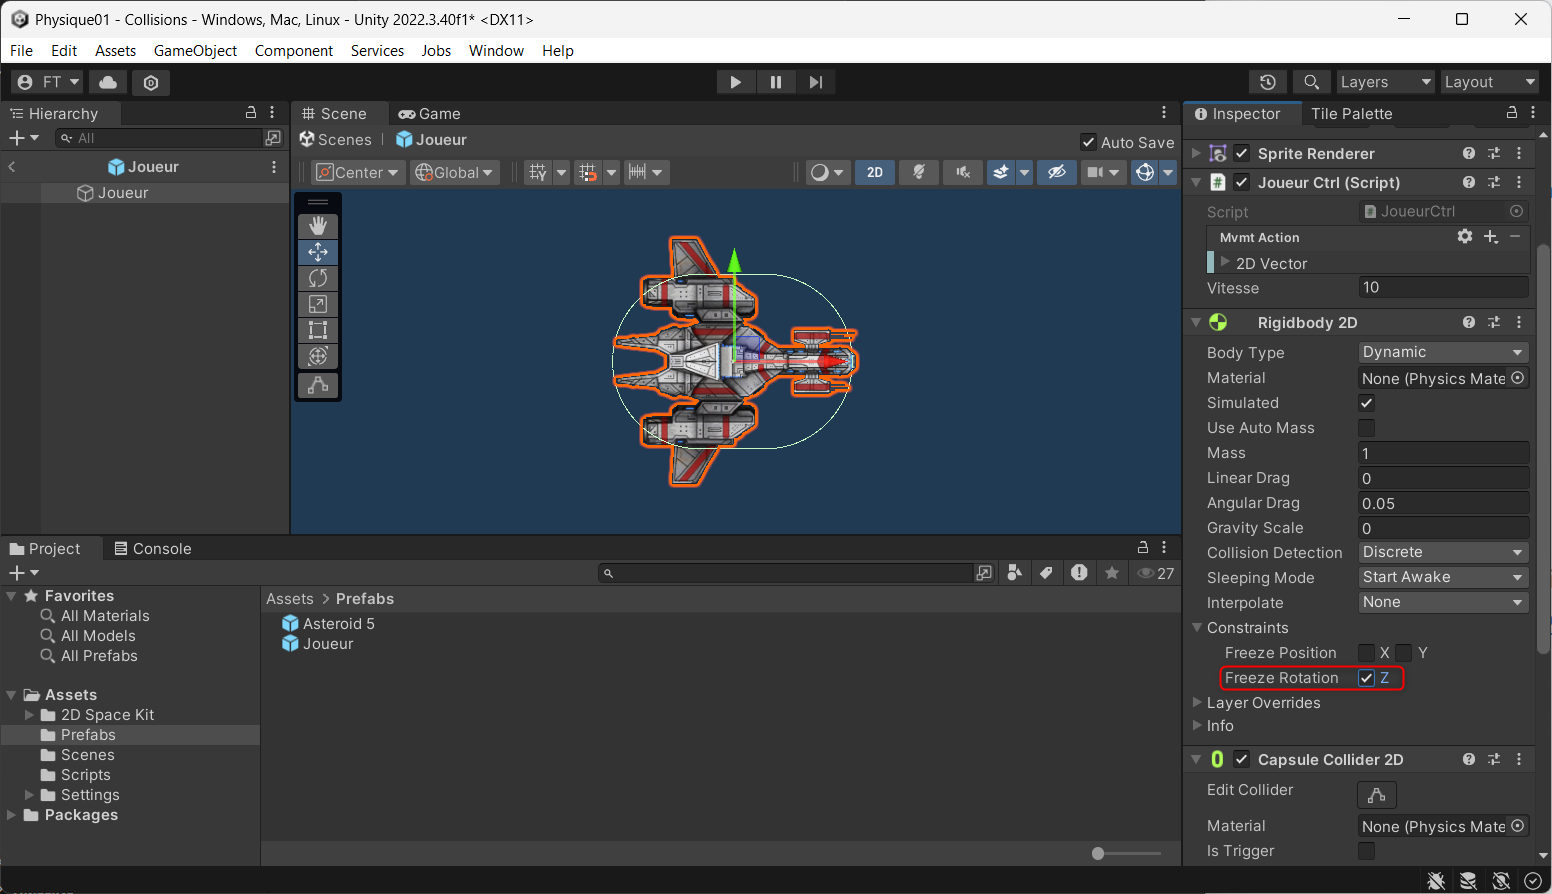 Physique01 - Collisions - Windows, Mac, Linux - Unity 2022.3.40f1* <DX11>
File Edit Assets GameObject Component Services Jobs Window Help
FT
Layers
Layout
Hierarchy
All
Joueur
Joueur
Scene
Game
Scenes
Joueur
Auto Save
Center
Global
2D
Project
Console
27
Favorites
All Materials
All Models
All Prefabs
Assets
2D Space Kit
Prefabs
Scenes
Scripts
Settings
Packages
Assets > Prefabs
Asteroid 5
Joueur
Inspector
Tile Palette
Sprite Renderer
Joueur Ctrl (Script)
Script JoueurCtrl
Mvmt Action
2D Vector
Vitesse 10
Rigidbody 2D
Body Type Dynamic
Material None (Physics Mate
Simulated
Use Auto Mass
Mass 1
Linear Drag 0
Angular Drag 0.05
Gravity Scale 0
Collision Detection Discrete
Sleeping Mode Start Awake
Interpolate None
Constraints
Freeze Position X Y
Freeze Rotation Z
Layer Overrides
Info
Capsule Collider 2D
Edit Collider
Material None (Physics Mate
Is Trigger